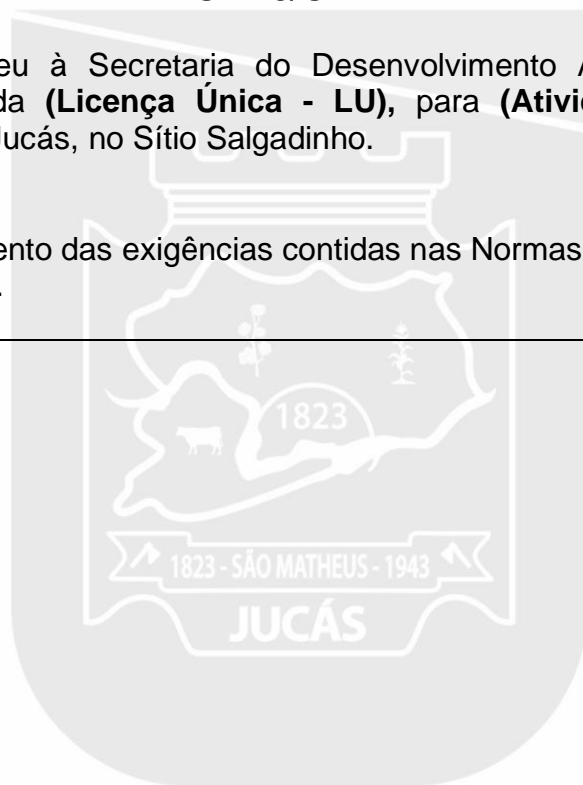 eu à Secretaria do Desenvolvimento
da (Licença Única - LU), para (Ativi
Jucás, no Sítio Salgadinho.
ento das exigências contidas nas Normas
.
1823
1823 - SÃO MATHEUS - 1943
JUCÁS